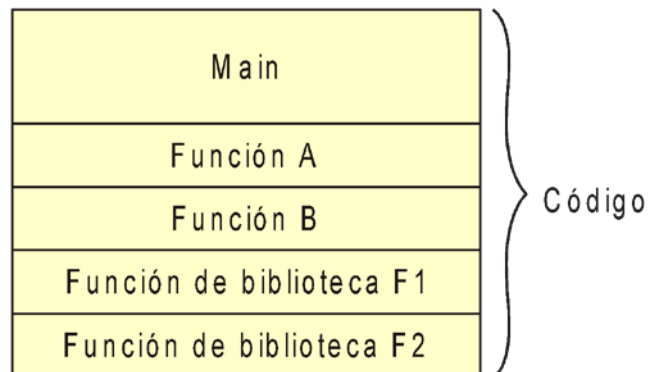 Main
Función A
Función B
Función de biblioteca F1
Función de biblioteca F2
Código